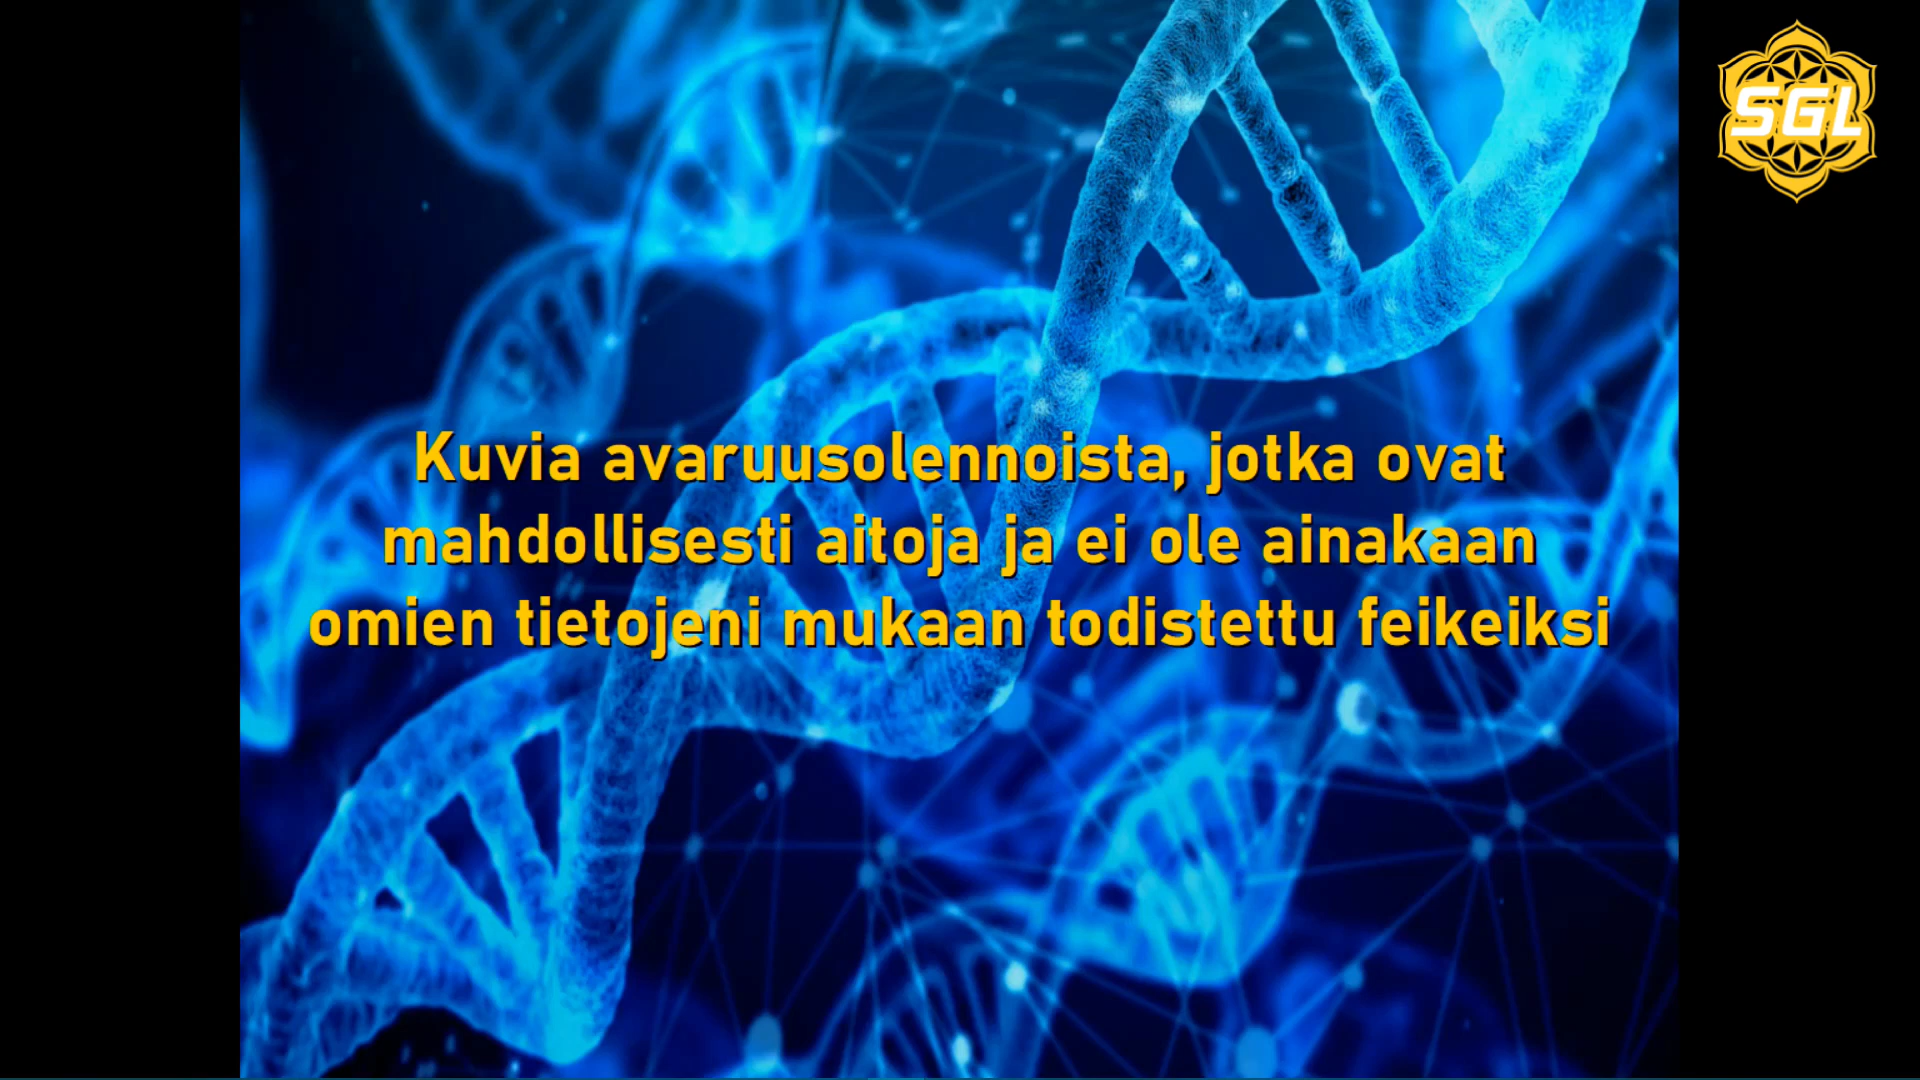 SGL
Kuvia avaruusolennoista, jotka ovat
mahdollisesti aitoja ja ei ole ainakaan
omien tietojeni mukaan todistettu feikeiksi